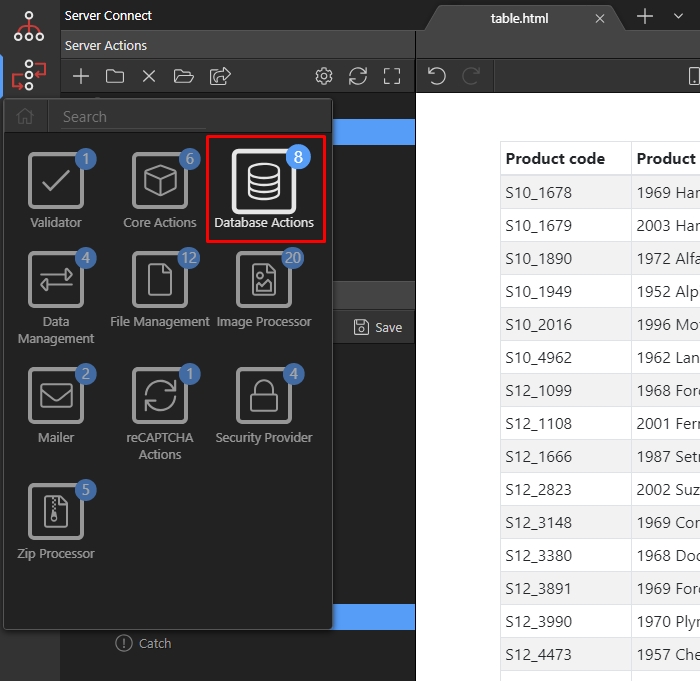 Server Connect
table.html
Server Actions
Search
1
6
8
Validator
Core Actions
Database Actions
4
12
20
Data
Management
File Management
Image Processor
Save
2
1
4
Mailer
reCAPTCHA
Actions
Security Provider
5
Zip Processor
Catch
Product code Product
S10_1678 1969 Har
S10_1679 2003 Har
S10_1890 1972 Alfa
S10_1949 1952 Alp
S10_2016 1996 Mo
S10_4962 1962 Lan
S12_1099 1968 For
S12_1108 2001 Ferr
S12_1666 1987 Set
S12_2823 2002 Suz
S12_3148 1969 Cor
S12_3380 1968 Do
S12_3891 1969 For
S12_3990 1970 Ply
S12_4473 1957 Che